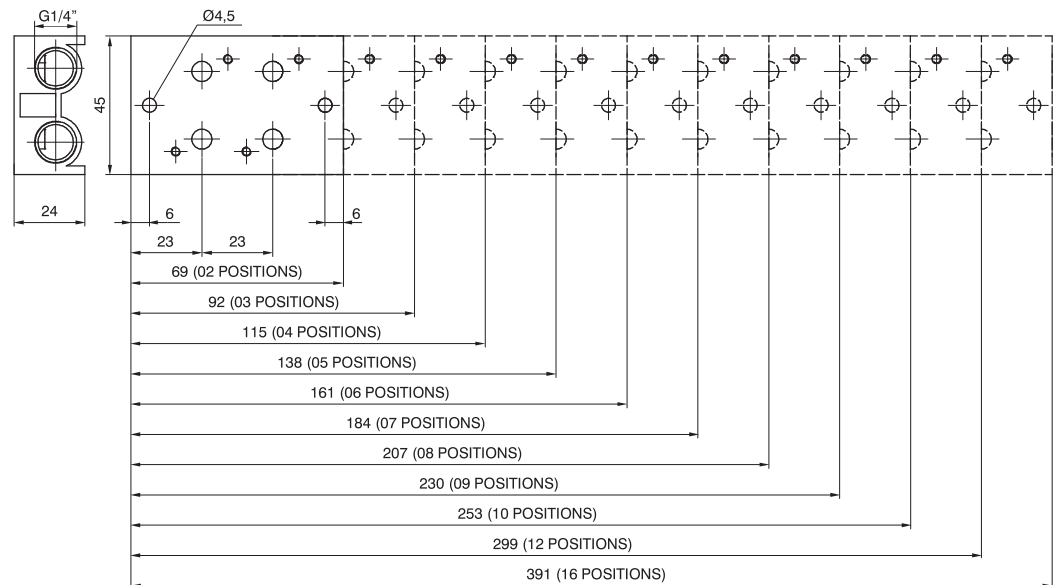 G1/4"
Ø4,5
45
24
6
6
23
23
69 (02 POSITIONS)
92 (03 POSITIONS)
115 (04 POSITIONS)
138 (05 POSITIONS)
161 (06 POSITIONS)
184 (07 POSITIONS)
207 (08 POSITIONS)
230 (09 POSITIONS)
253 (10 POSITIONS)
299 (12 POSITIONS)
391 (16 POSITIONS)